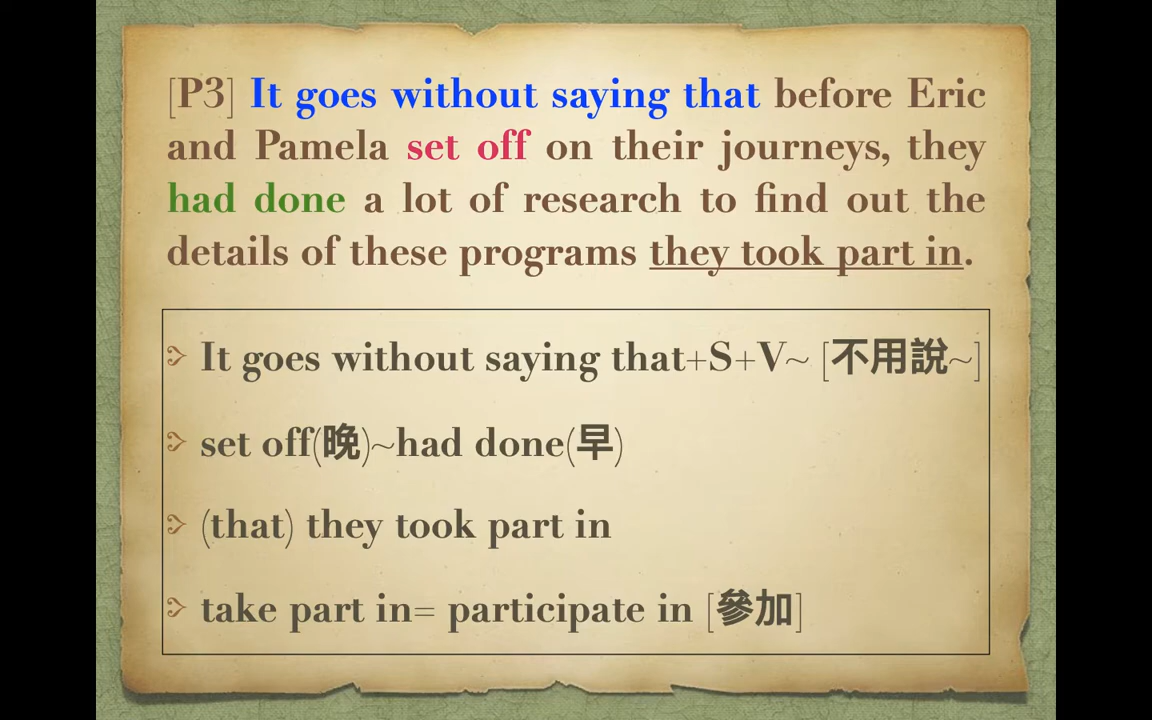 [P3] It goes without saying that before Eric
and Pamela set off on their journeys, they
had done a lot of research to find out the
details of these programs they took part in.
It goes without saying that+S+V~ [不用說~]
set off(晚)~had done(早)
(that) they took part in
take part in= participate in [參加]